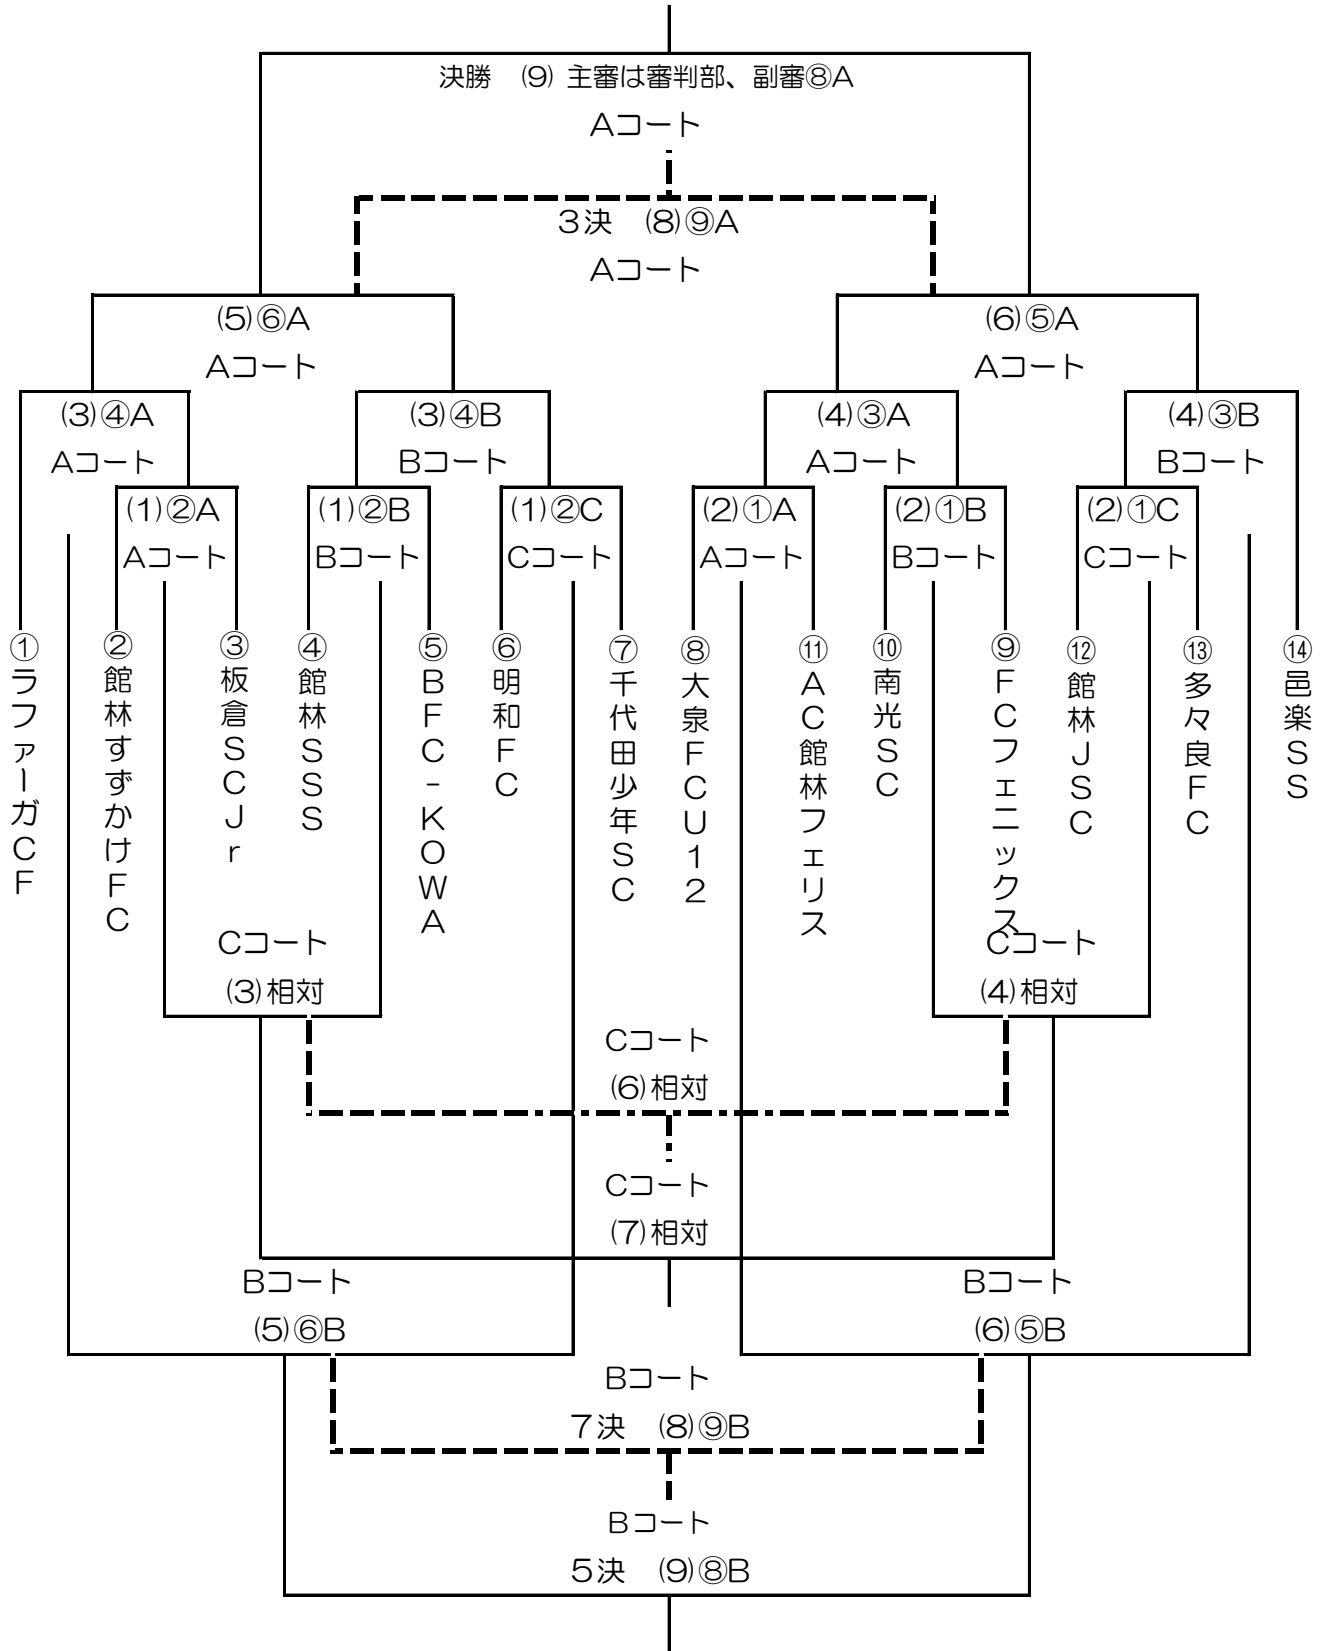 決勝　(9) 主審は審判部、副審⑧A
Aコート
3決　(8)⑨A
Aコート
(5)⑥A
Aコート
(6)⑤A
Aコート
(3)④A
Aコート
(3)④B
Bコート
(4)③A
Aコート
(4)③B
Bコート
(1)②A
Aコート
(1)②B
Bコート
(1)②C
Cコート
(2)①A
Aコート
(2)①B
Bコート
(2)①C
Cコート
①ラファーガCF
②館林すずかけFC
③板倉SCJr
④館林SSS
⑤BFC-KOWA
⑥明和FC
⑦千代田少年SC
⑧大泉FCU12
⑪AC館林フェリス
⑩南光SC
⑨FCフェニックス
⑫館林JSC
⑬多々良FC
⑭邑楽SS
Cコート
(3)相対
Cコート
(4)相対
Cコート
(6)相対
Cコート
(7)相対
Bコート
(5)⑥B
Bコート
(6)⑤B
Bコート
7決　(8)⑨B
Bコート
5決　(9)⑧B